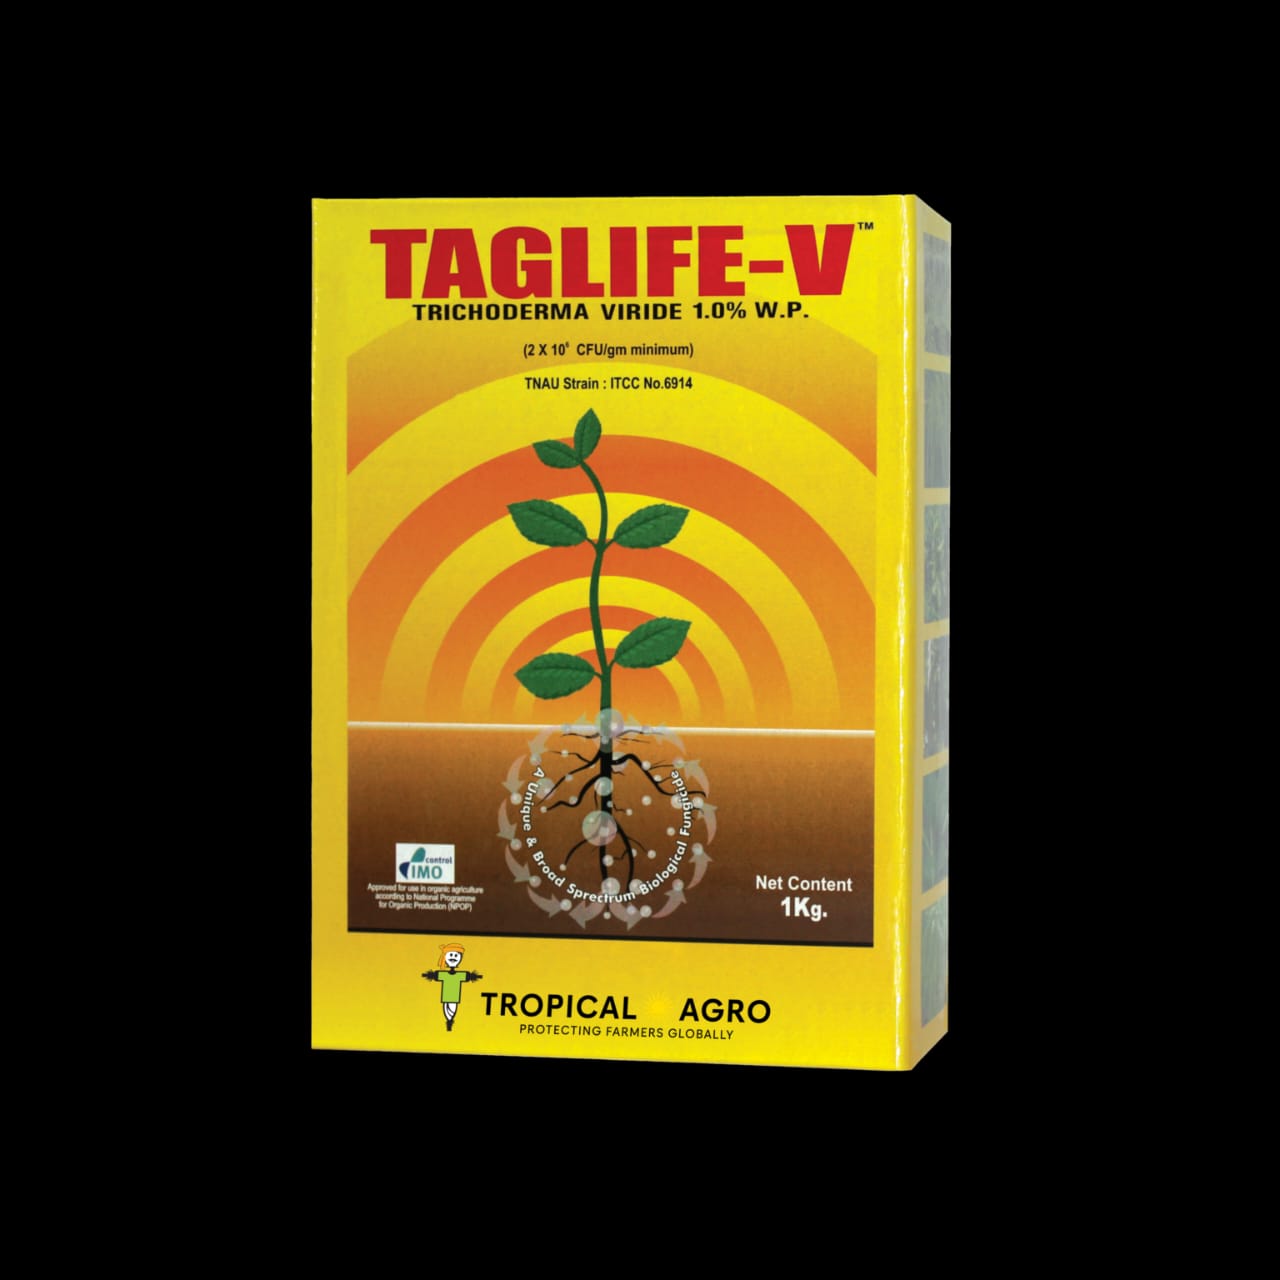 TAGLIFE-V™
TRICHODERMA VIRIDE 1.0% W.P.
(2 X 10⁶ CFU/gm minimum)
TNAU Strain : ITCC No.6914
A Unique & Broad Sprectrum Biological Fungicide
control
IMO
Approved for use in organic agriculture
according to National Programme
for Organic Production (NPOP)
Net Content
1Kg.
TROPICAL AGRO
PROTECTING FARMERS GLOBALLY